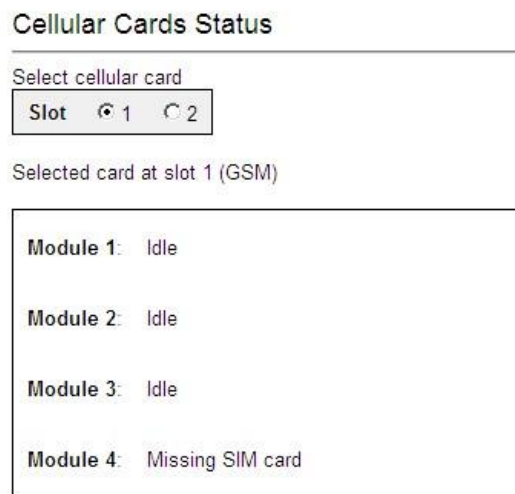 Cellular Cards Status
Select cellular card
Slot 1 2
Selected card at slot 1 (GSM)
Module 1: Idle
Module 2: Idle
Module 3: Idle
Module 4: Missing SIM card